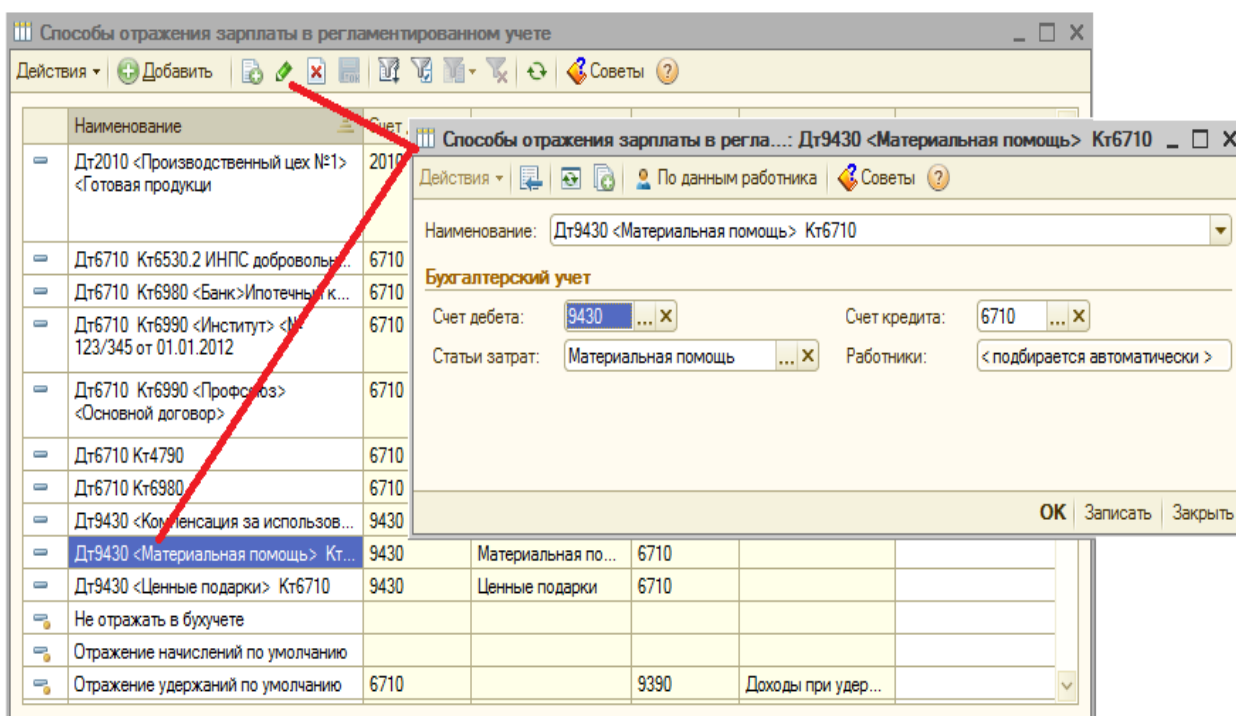 Способы отражения зарплаты в регламентированном учете
Действия Добавить Советы
Наименование Счет
Дт2010 <Производственный цех №1> 2010
<Готовая продукци
Дт6710 Кт6530.2 ИНПС добровольн... 6710
Дт6710 Кт6980 <Банк>Ипотечный к... 6710
Дт6710 Кт6990 <Институт> <№ 6710
123/345 от 01.01.2012
Дт6710 Кт6990 <Профсоюз> 6710
<Основной договор>
Дт6710 Кт4790 6710
Дт6710 Кт6980 6710
Дт9430 <Компенсация за использов... 9430
Дт9430 <Материальная помощь> Кт... 9430 Материальная по... 6710
Дт9430 <Ценные подарки> Кт6710 9430 Ценные подарки 6710
Не отражать в бухучете
Отражение начислений по умолчанию
Отражение удержаний по умолчанию 6710 9390 Доходы при удер...
Способы отражения зарплаты в регла...: Дт9430 <Материальная помощь> Кт6710
Действия По данным работника Советы
Наименование: Дт9430 <Материальная помощь> Кт6710
Бухгалтерский учет
Счет дебета: 9430 ... Счет кредита: 6710 ...
Статьи затрат: Материальная помощь ... Работники: < подбирается автоматически >
OK Записать Закрыть